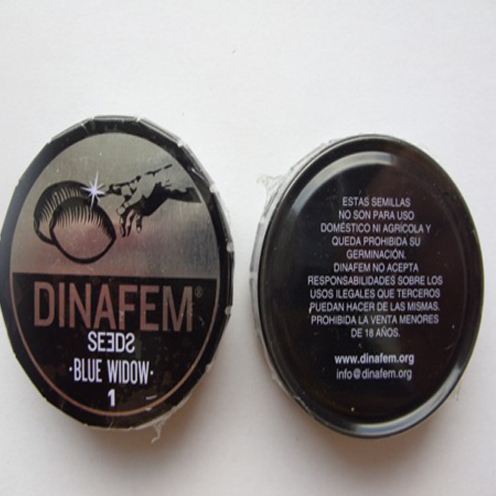 DINAFEM®
SEEDS
·BLUE WIDOW·
1
ESTAS SEMILLAS
NO SON PARA USO
DOMÉSTICO NI AGRÍCOLA Y
QUEDA PROHIBIDA SU
GERMINACIÓN.
DINAFEM NO ACEPTA
RESPONSABILIDADES SOBRE LOS
USOS ILEGALES QUE TERCEROS
PUEDAN HACER DE LAS MISMAS.
PROHIBIDA LA VENTA MENORES
DE 18 AÑOS.
www.dinafem.org
info@dinafem.org